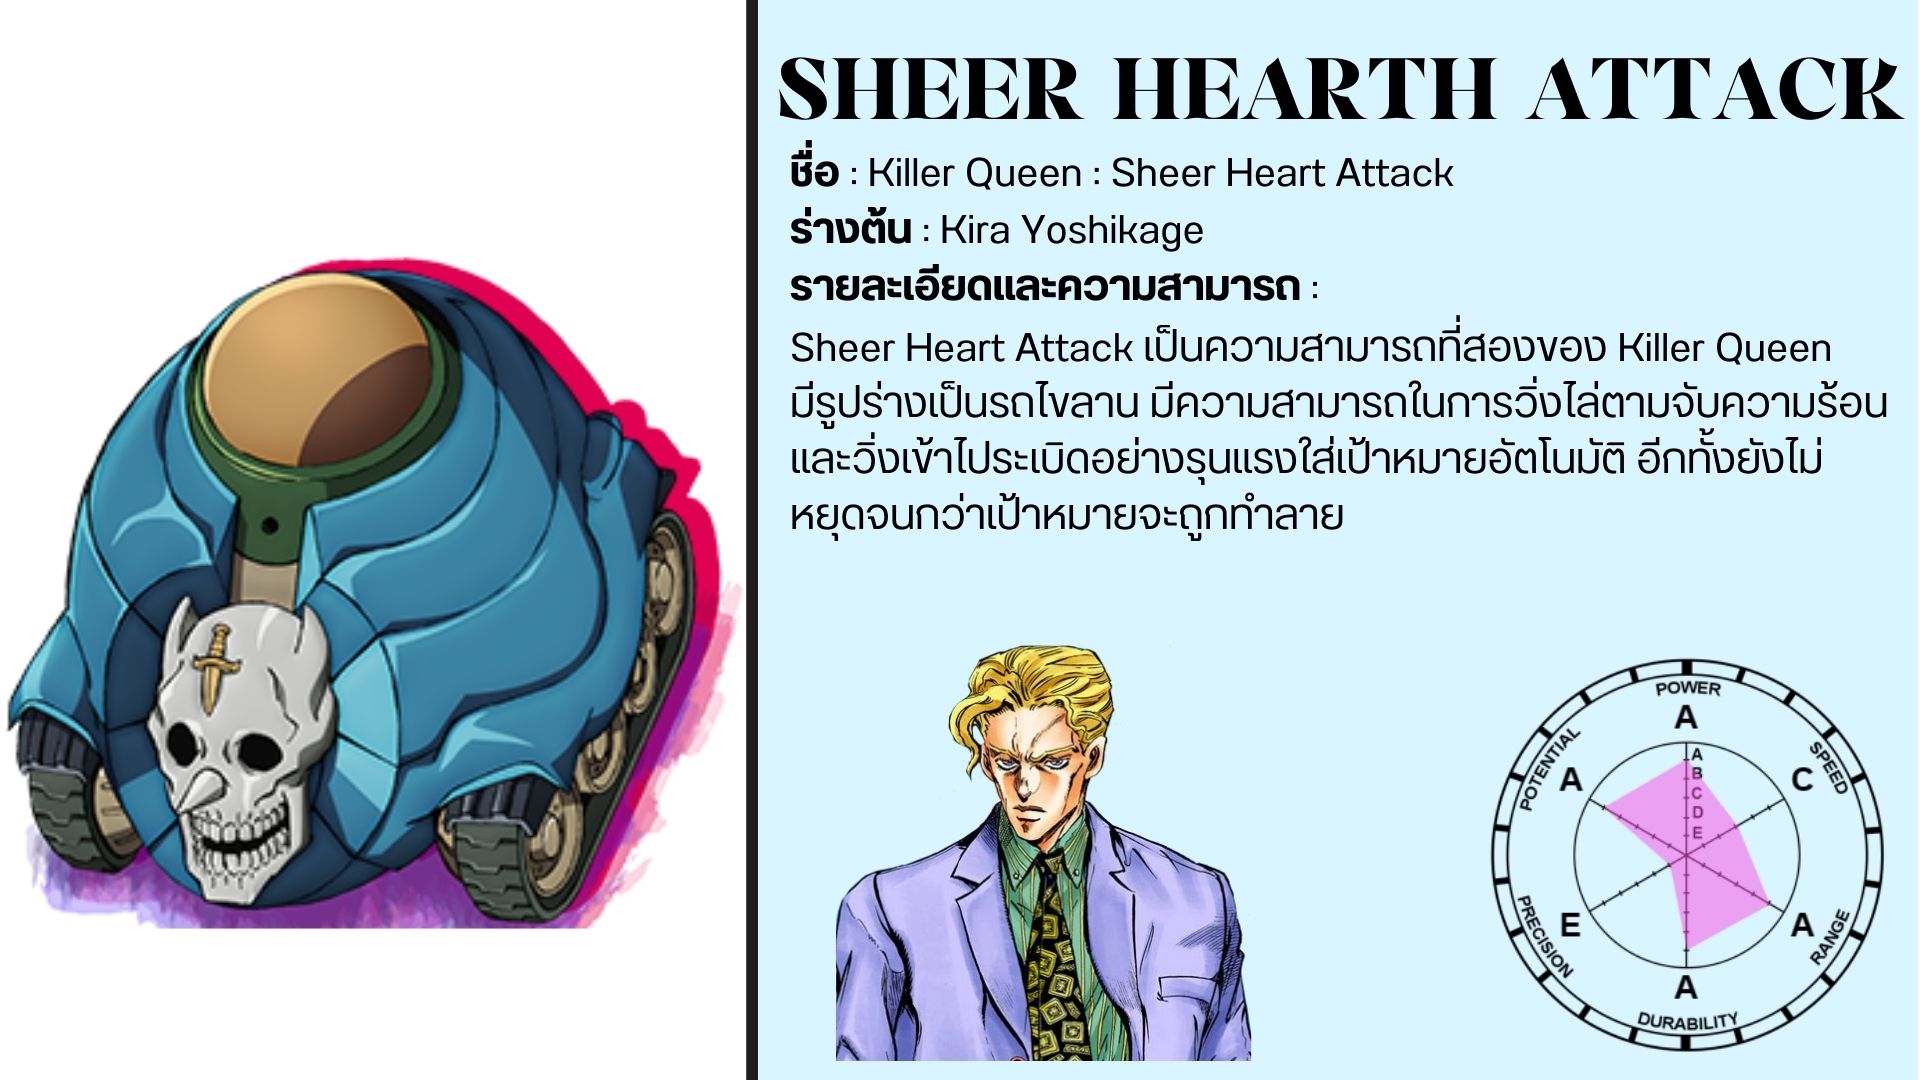 SHEER HEARTH ATTACK
ชื่อ : Killer Queen : Sheer Heart Attack
ร่างต้น : Kira Yoshikage
รายละเอียดและความสามารถ :
Sheer Heart Attack เป็นความสามารถที่สองของ Killer Queen
มีรูปร่างเป็นรถไขลาน มีความสามารถในการวิ่งไล่ตามจับความร้อน
และวิ่งเข้าไประเบิดอย่างรุนแรงใส่เป้าหมายอัตโนมัติ อีกทั้งยังไม่
หยุดจนกว่าเป้าหมายจะถูกทำลาย
POWER
A
SPEED
C
RANGE
A
DURABILITY
A
PRECISION
E
POTENTIAL
A
A
B
C
D
E